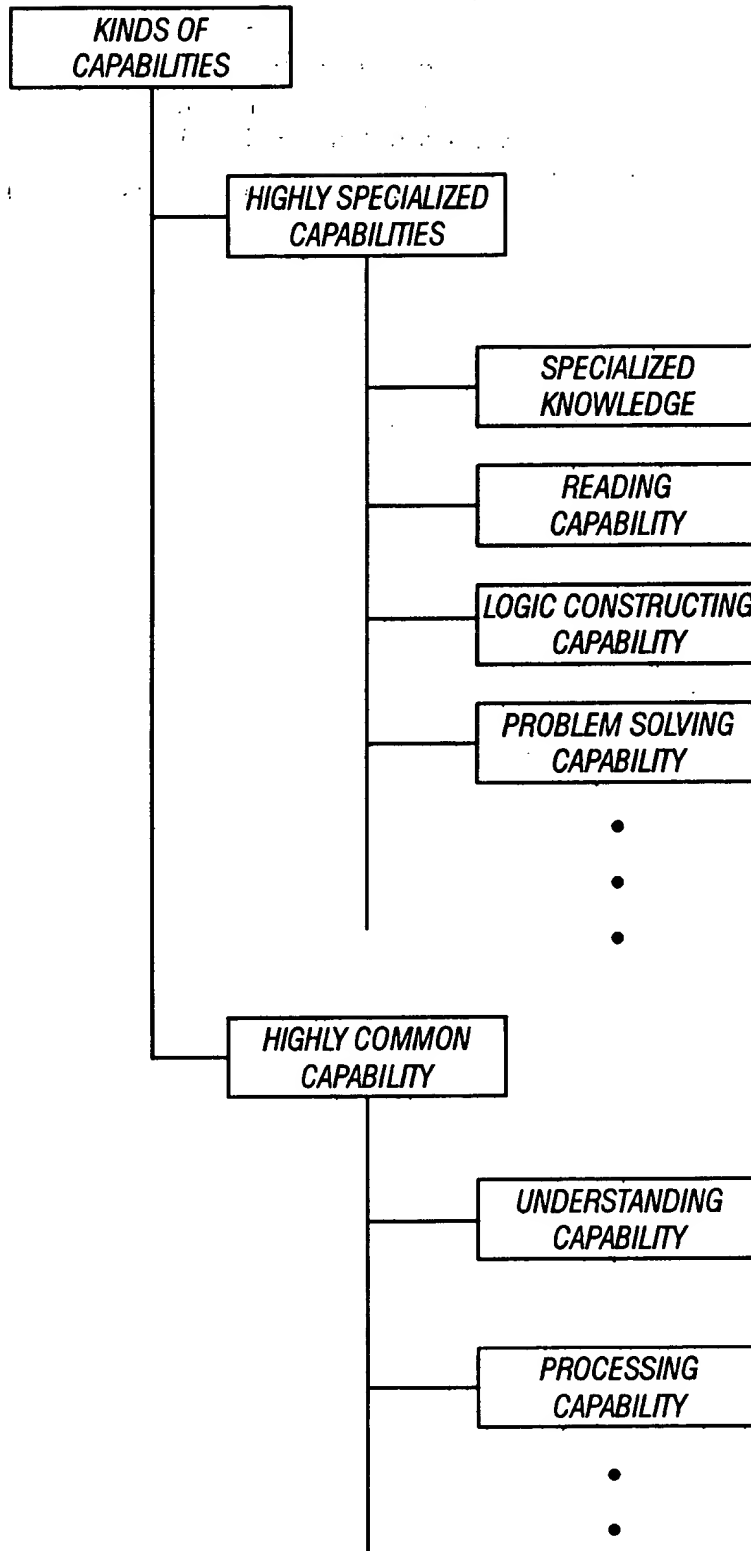 KINDS OF
CAPABILITIES
HIGHLY SPECIALIZED
CAPABILITIES
SPECIALIZED
KNOWLEDGE
READING
CAPABILITY
LOGIC CONSTRUCTING
CAPABILITY
PROBLEM SOLVING
CAPABILITY
HIGHLY COMMON
CAPABILITY
UNDERSTANDING
CAPABILITY
PROCESSING
CAPABILITY